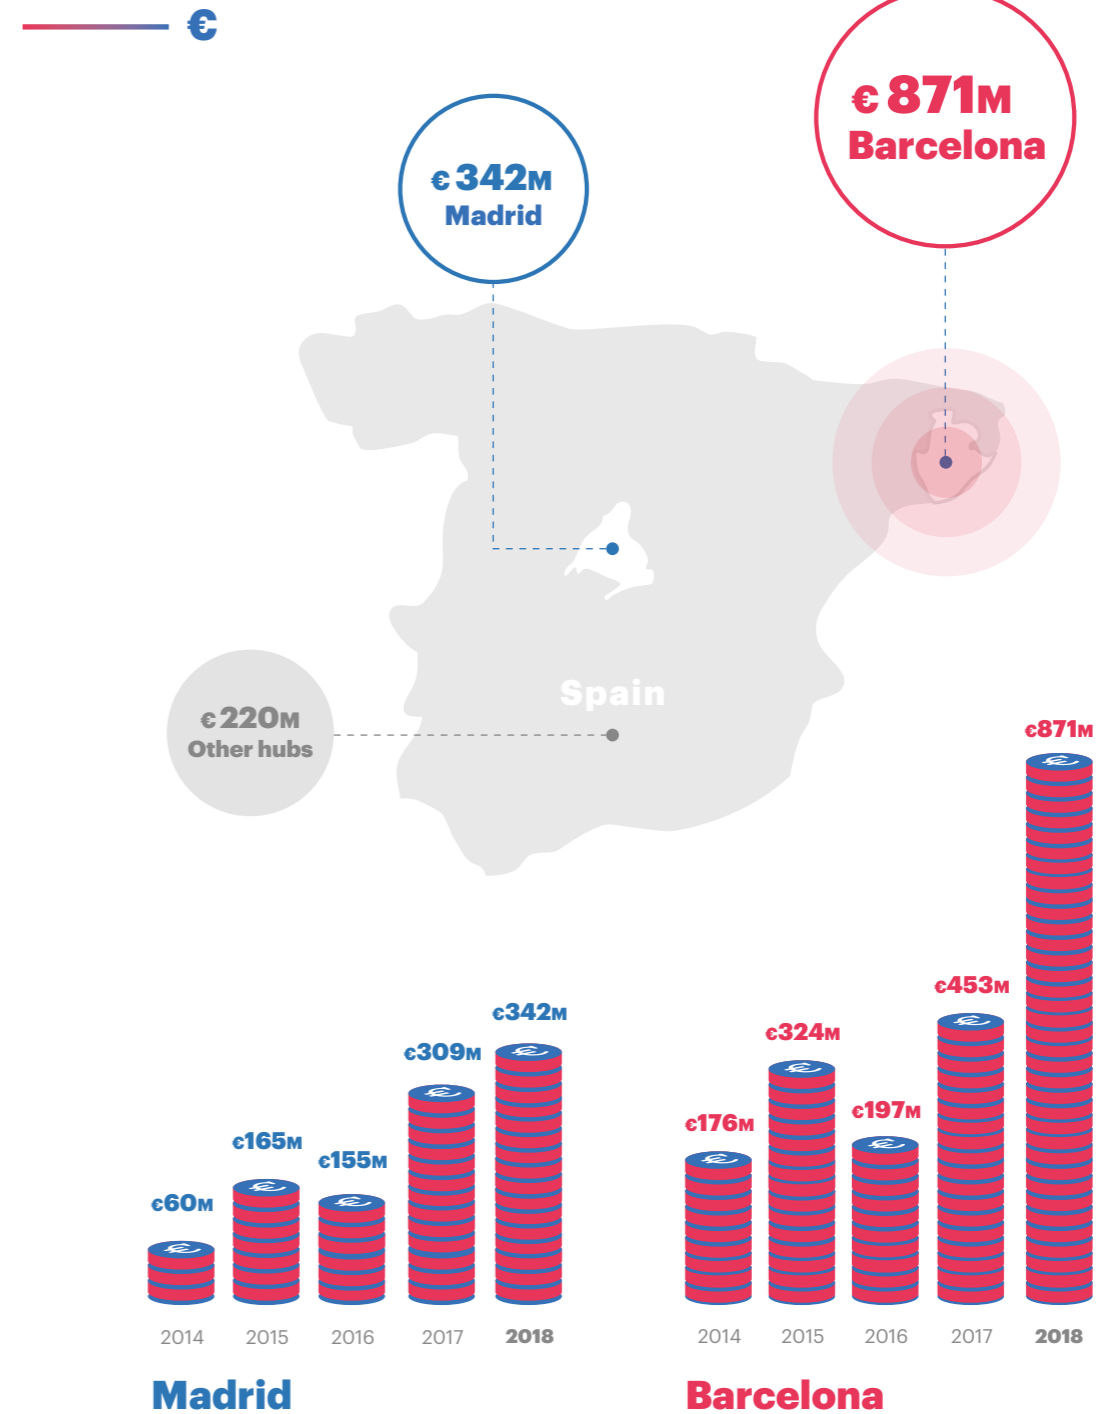 €
€ 871M
Barcelona
€ 342M
Madrid
Spain
€ 220M
Other hubs
€60M
€165M
€155M
€309M
€342M
€176M
€324M
€197M
€453M
€871M
2014
2015
2016
2017
2018
2014
2015
2016
2017
2018
Madrid
Barcelona